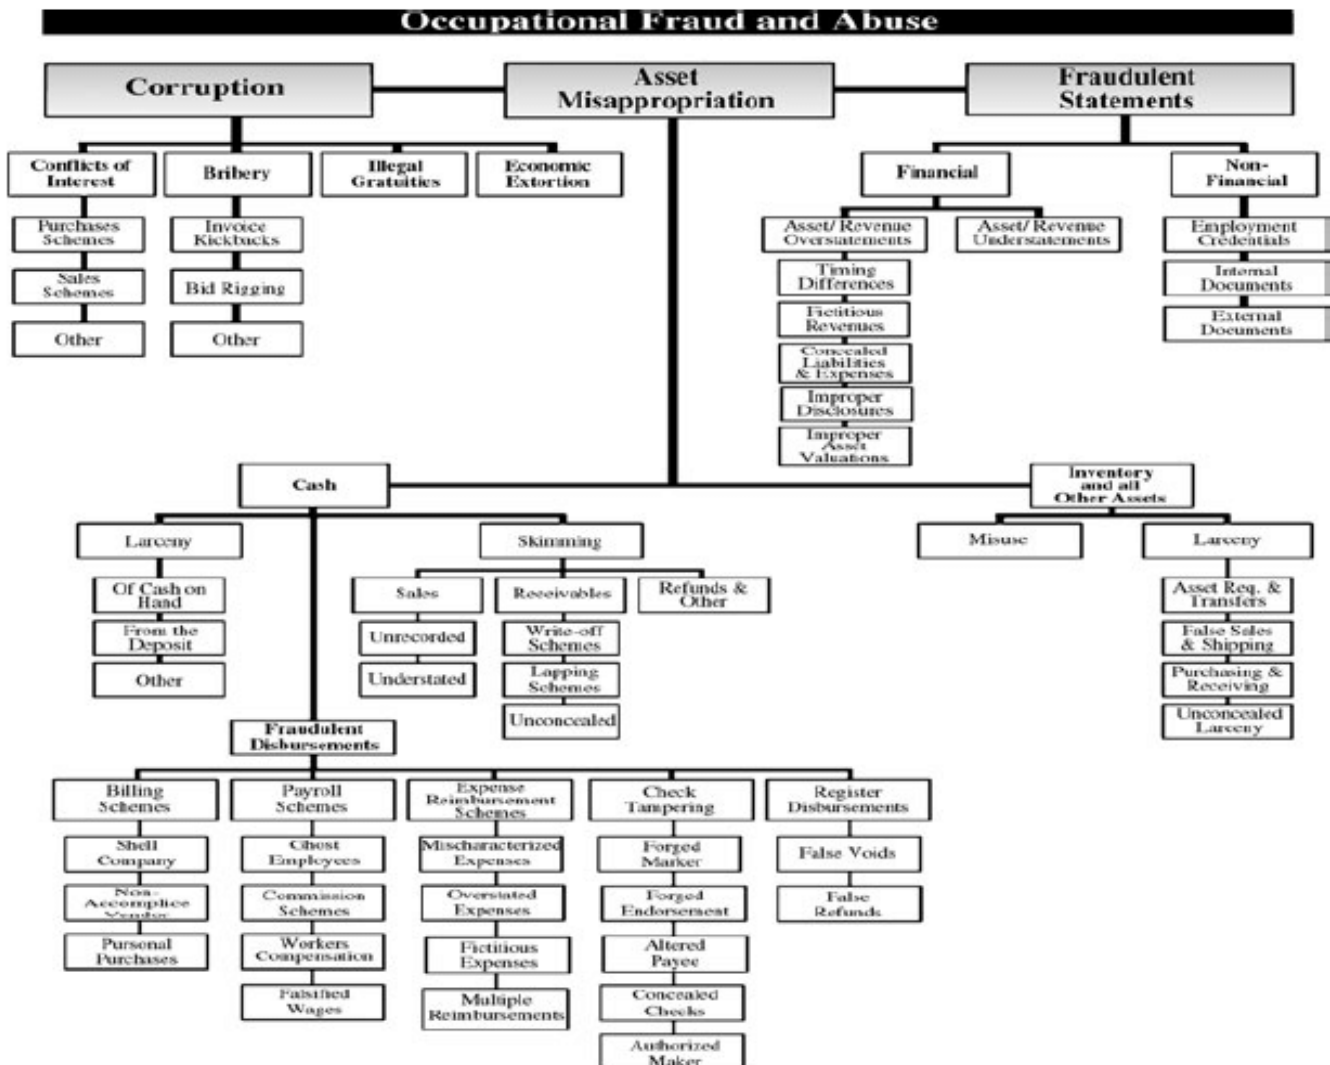 Occupational Fraud and Abuse
Corruption
Asset
Misappropriation
Fraudulent
Statements
Conflicts of
Interest
Bribery
Illegal
Gratuities
Economic
Extortion
Financial
Non-
Financial
Purchases
Schemes
Invoice
Kickbacks
Asset/ Revenue
Overstatements
Asset/ Revenue
Understatements
Employment
Credentials
Sales
Schemes
Bid Rigging
Timing
Differences
Internal
Documents
Other
Other
Fictitious
Revenues
External
Documents
Concealed
Liabilities
& Expenses
Improper
Disclosures
Improper
Asset
Valuations
Cash
Inventory
and all
Other Assets
Larceny
Skimming
Misuse
Larceny
Of Cash on
Hand
From the
Deposit
Other
Sales
Unrecorded
Understated
Receivables
Write-off
Schemes
Lapping
Schemes
Unconcealed
Refunds &
Other
Asset Req. &
Transfers
False Sales
& Shipping
Purchasing &
Receiving
Unconcealed
Larceny
Fraudulent
Disbursements
Billing
Schemes
Shell
Company
Non-
Accomplice
Vendor
Pursonal
Purchases
Payroll
Schemes
Ghost
Employees
Commission
Schemes
Workers
Compensation
Falsified
Wages
Expense
Reimbursement
Schemes
Mischaracterized
Expenses
Overstated
Expenses
Fictitious
Expenses
Multiple
Reimbursements
Check
Tampering
Forged
Marker
Forged
Endorsement
Altered
Payee
Concealed
Checks
Authorized
Maker
Register
Disbursements
False Voids
False
Refunds